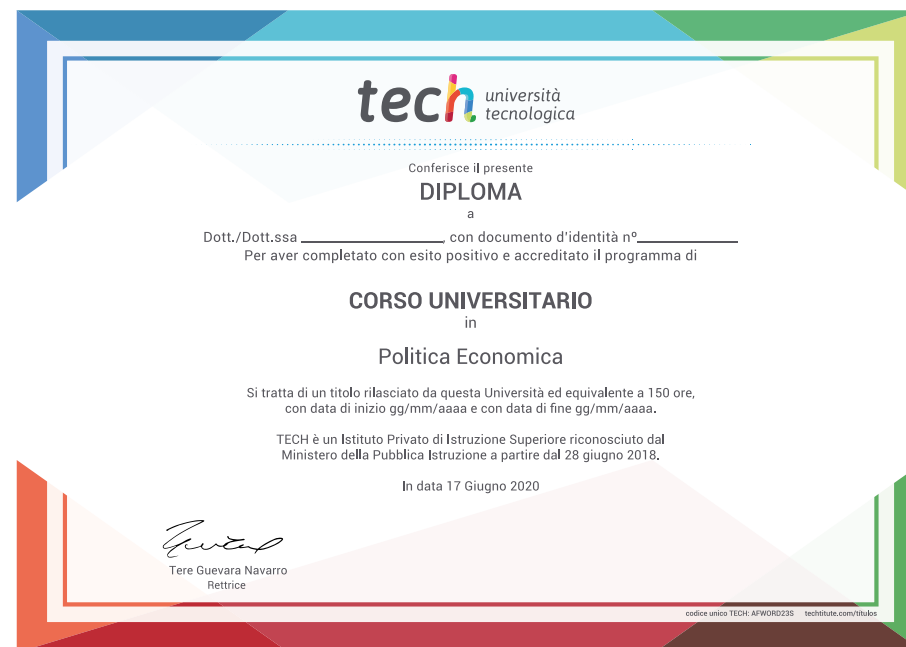 tech università
tecnologica
Conferisce il presente
DIPLOMA
a
Dott./Dott.ssa ____________________, con documento d'identità nº______________
Per aver completato con esito positivo e accreditato il programma di
CORSO UNIVERSITARIO
in
Politica Economica
Si tratta di un titolo rilasciato da questa Università ed equivalente a 150 ore,
con data di inizio gg/mm/aaaa e con data di fine gg/mm/aaaa.
TECH è un Istituto Privato di Istruzione Superiore riconosciuto dal
Ministero della Pubblica Istruzione a partire dal 28 giugno 2018.
In data 17 Giugno 2020
Tere Guevara Navarro
Rettrice
codice unico TECH: AFWORD23S techtitute.com/títulos